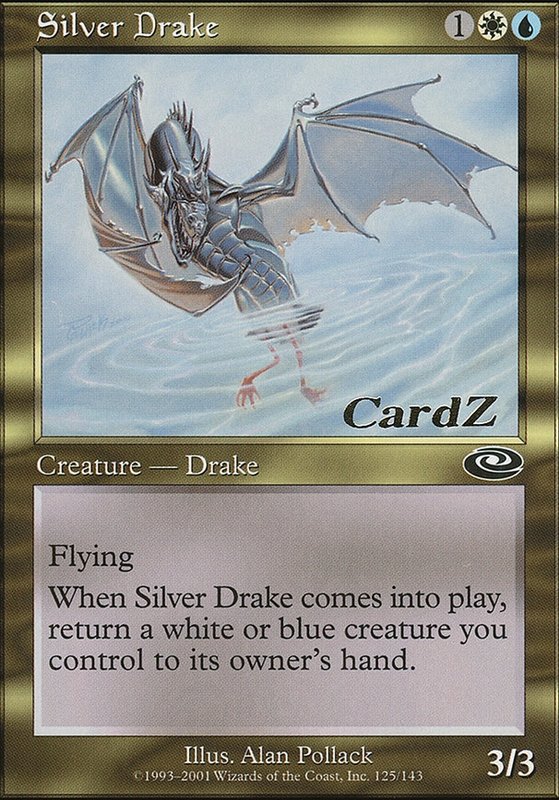 Silver Drake 1
CardZ
Creature — Drake
Flying
When Silver Drake comes into play,
return a white or blue creature you
control to its owner's hand.
Illus. Alan Pollack
©1993–2001 Wizards of the Coast, Inc. 125/143
3/3